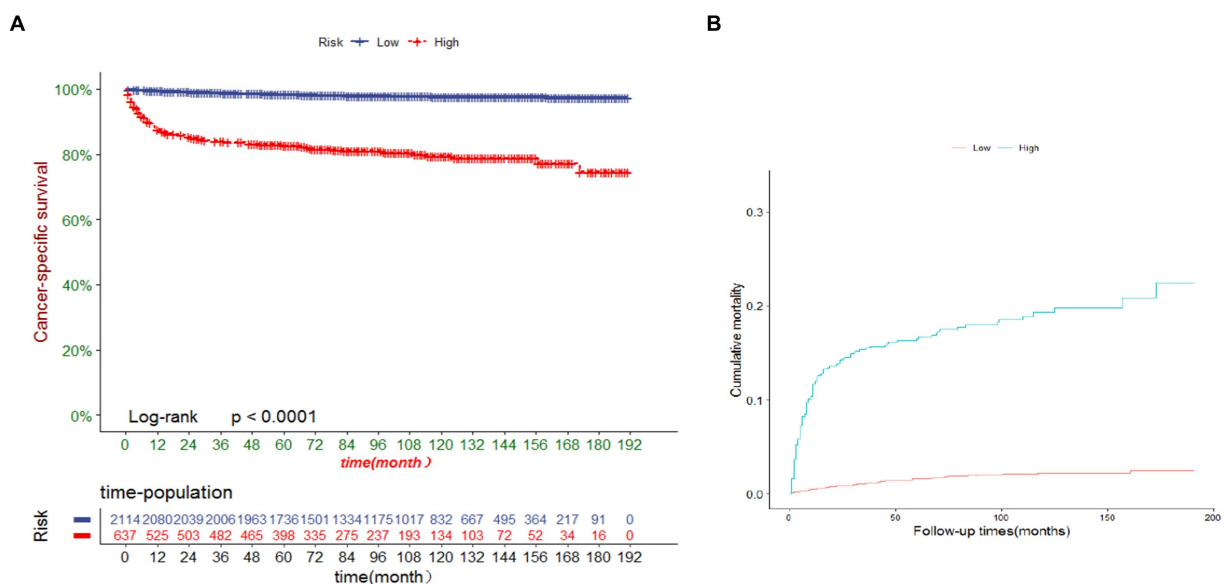 A
Risk Low High
100%
80%
60%
40%
20%
0%
Cancer-specific survival
Log-rank p < 0.0001
0 12 24 36 48 60 72 84 96 108 120 132 144 156 168 180 192
time(month）
time-population
Risk
2114 2080 2039 2006 1963 1736 1501 1334 1175 1017 832 667 495 364 217 91 0
637 525 503 482 465 398 335 275 237 193 134 103 72 52 34 16 0
0 12 24 36 48 60 72 84 96 108 120 132 144 156 168 180 192
time(month）
B
Low High
0.3
0.2
0.1
0.0
Cumulative mortality
0 50 100 150 200
Follow-up times(months)